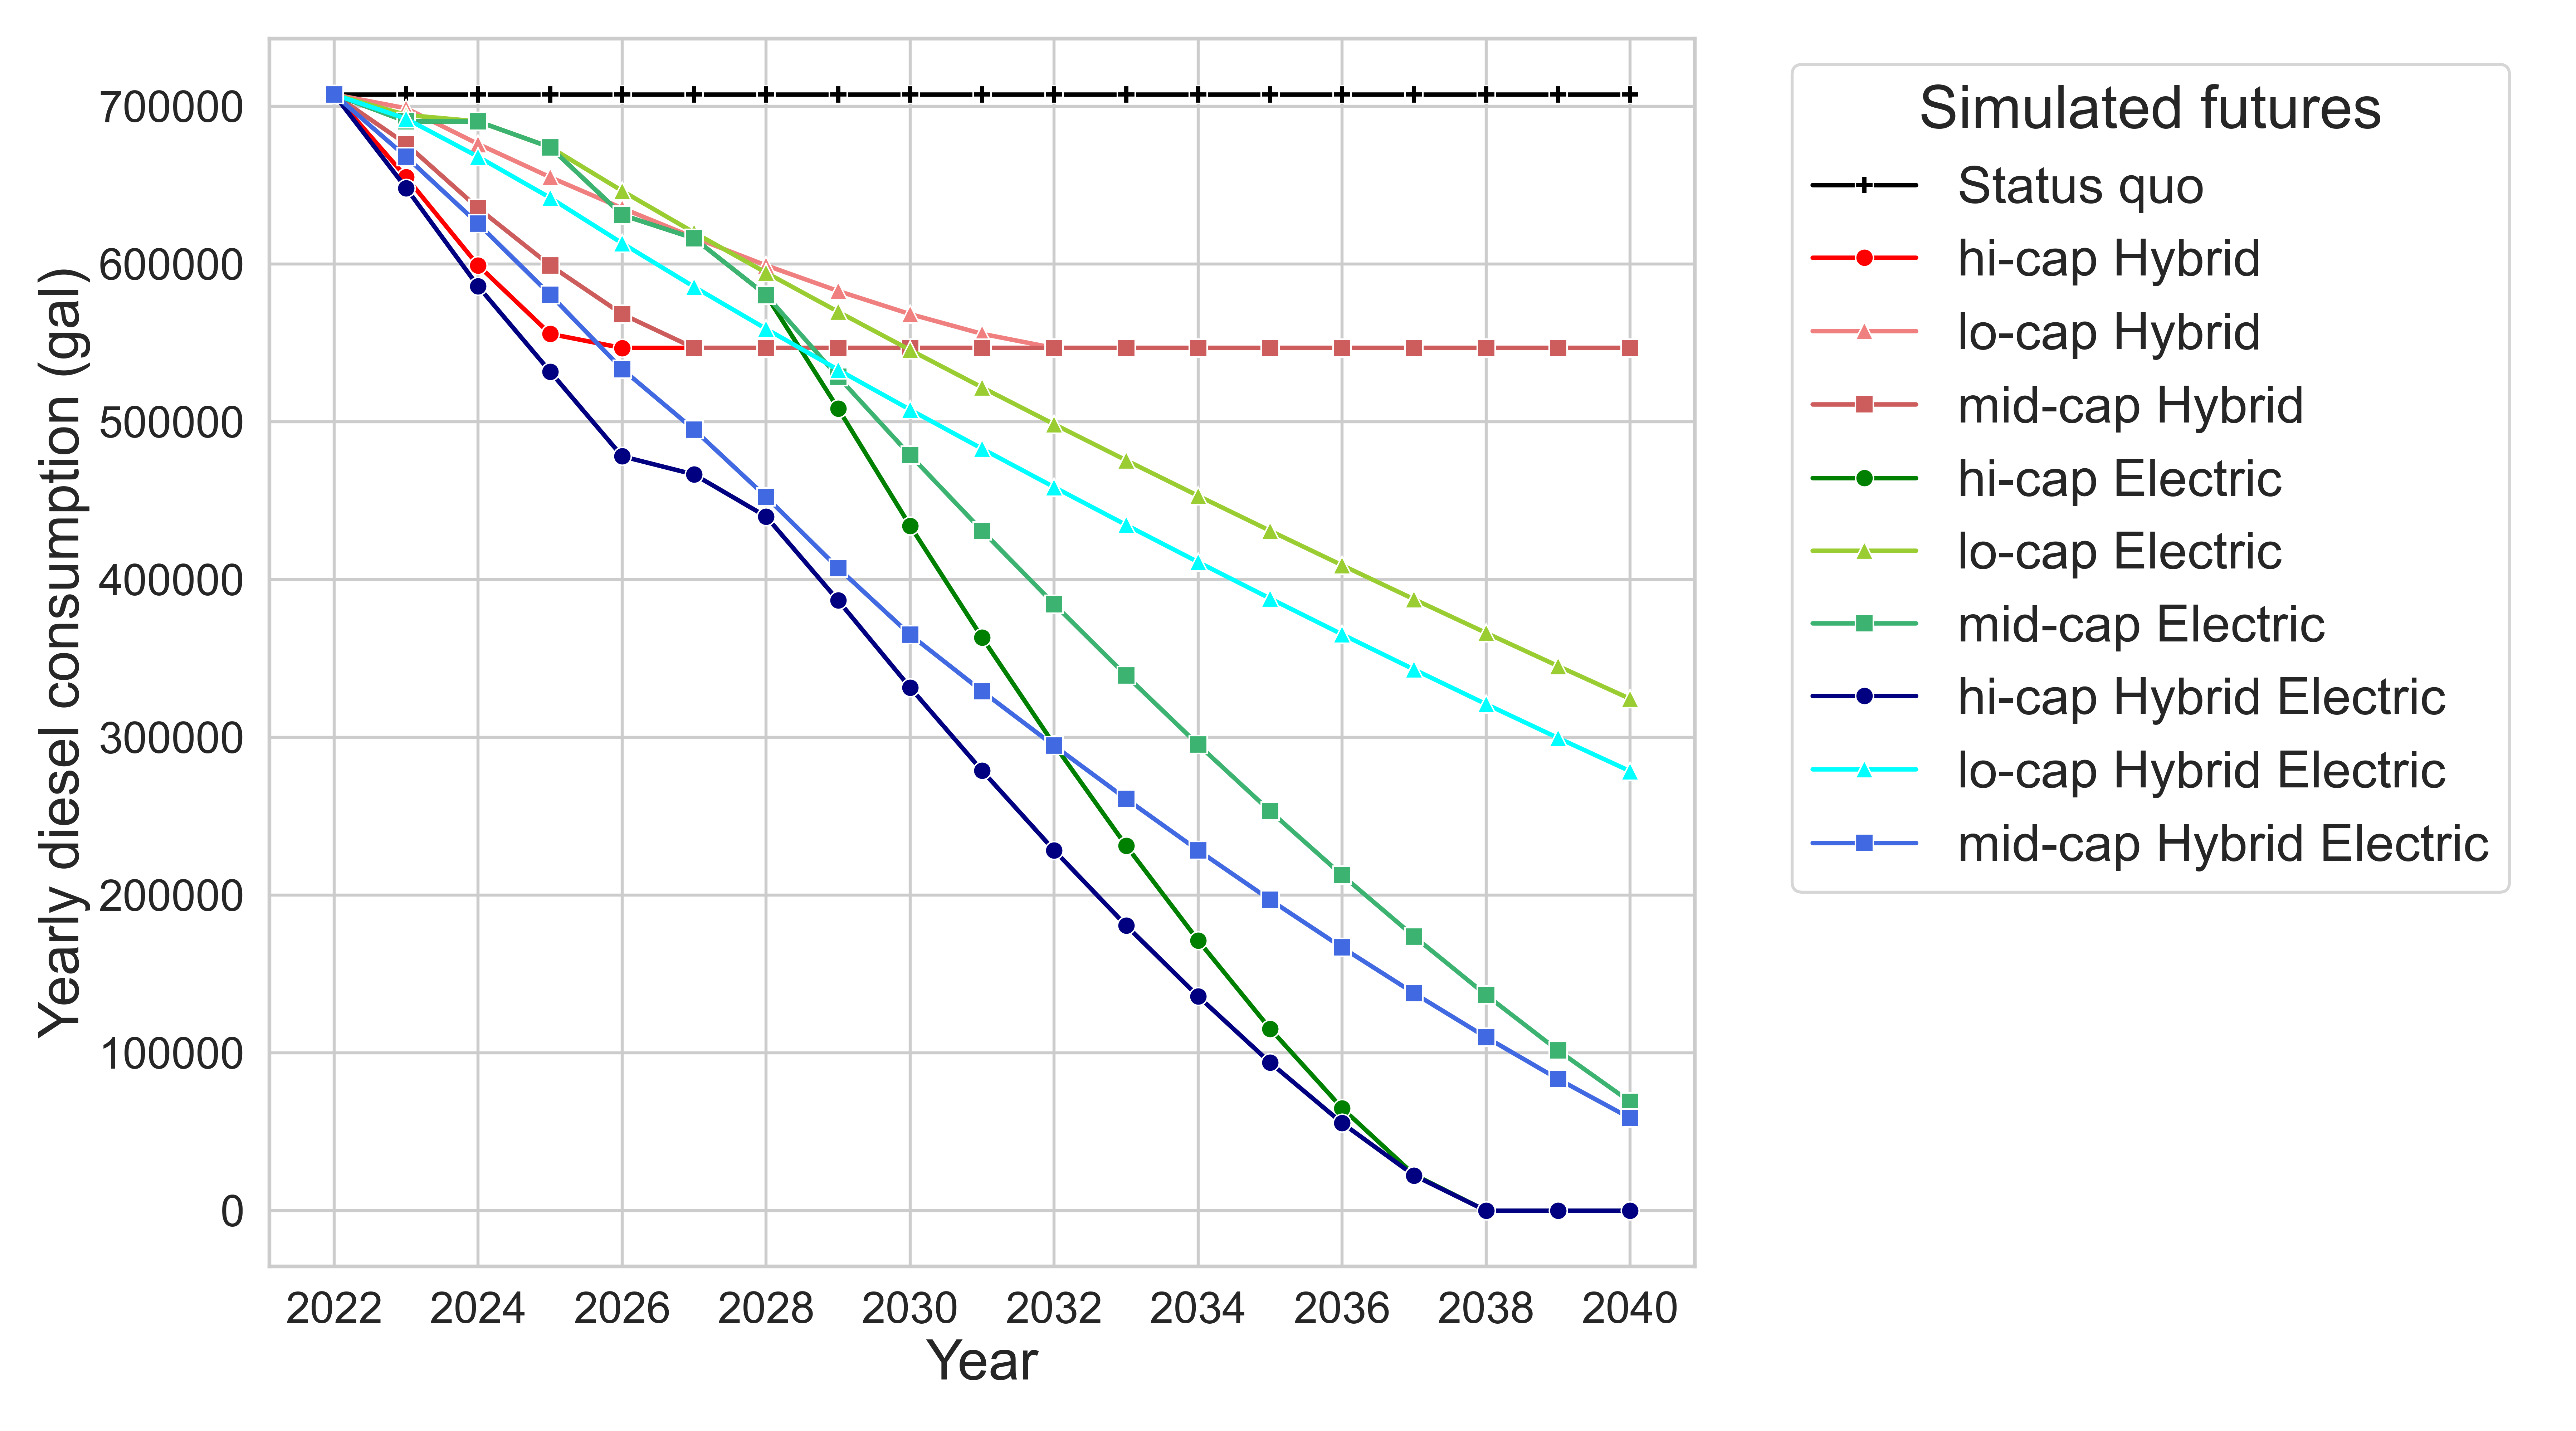 Yearly diesel consumption (gal)
700000
600000
500000
400000
300000
200000
100000
0
2022 2024 2026 2028 2030 2032 2034 2036 2038 2040
Year
Simulated futures
Status quo
hi-cap Hybrid
lo-cap Hybrid
mid-cap Hybrid
hi-cap Electric
lo-cap Electric
mid-cap Electric
hi-cap Hybrid Electric
lo-cap Hybrid Electric
mid-cap Hybrid Electric